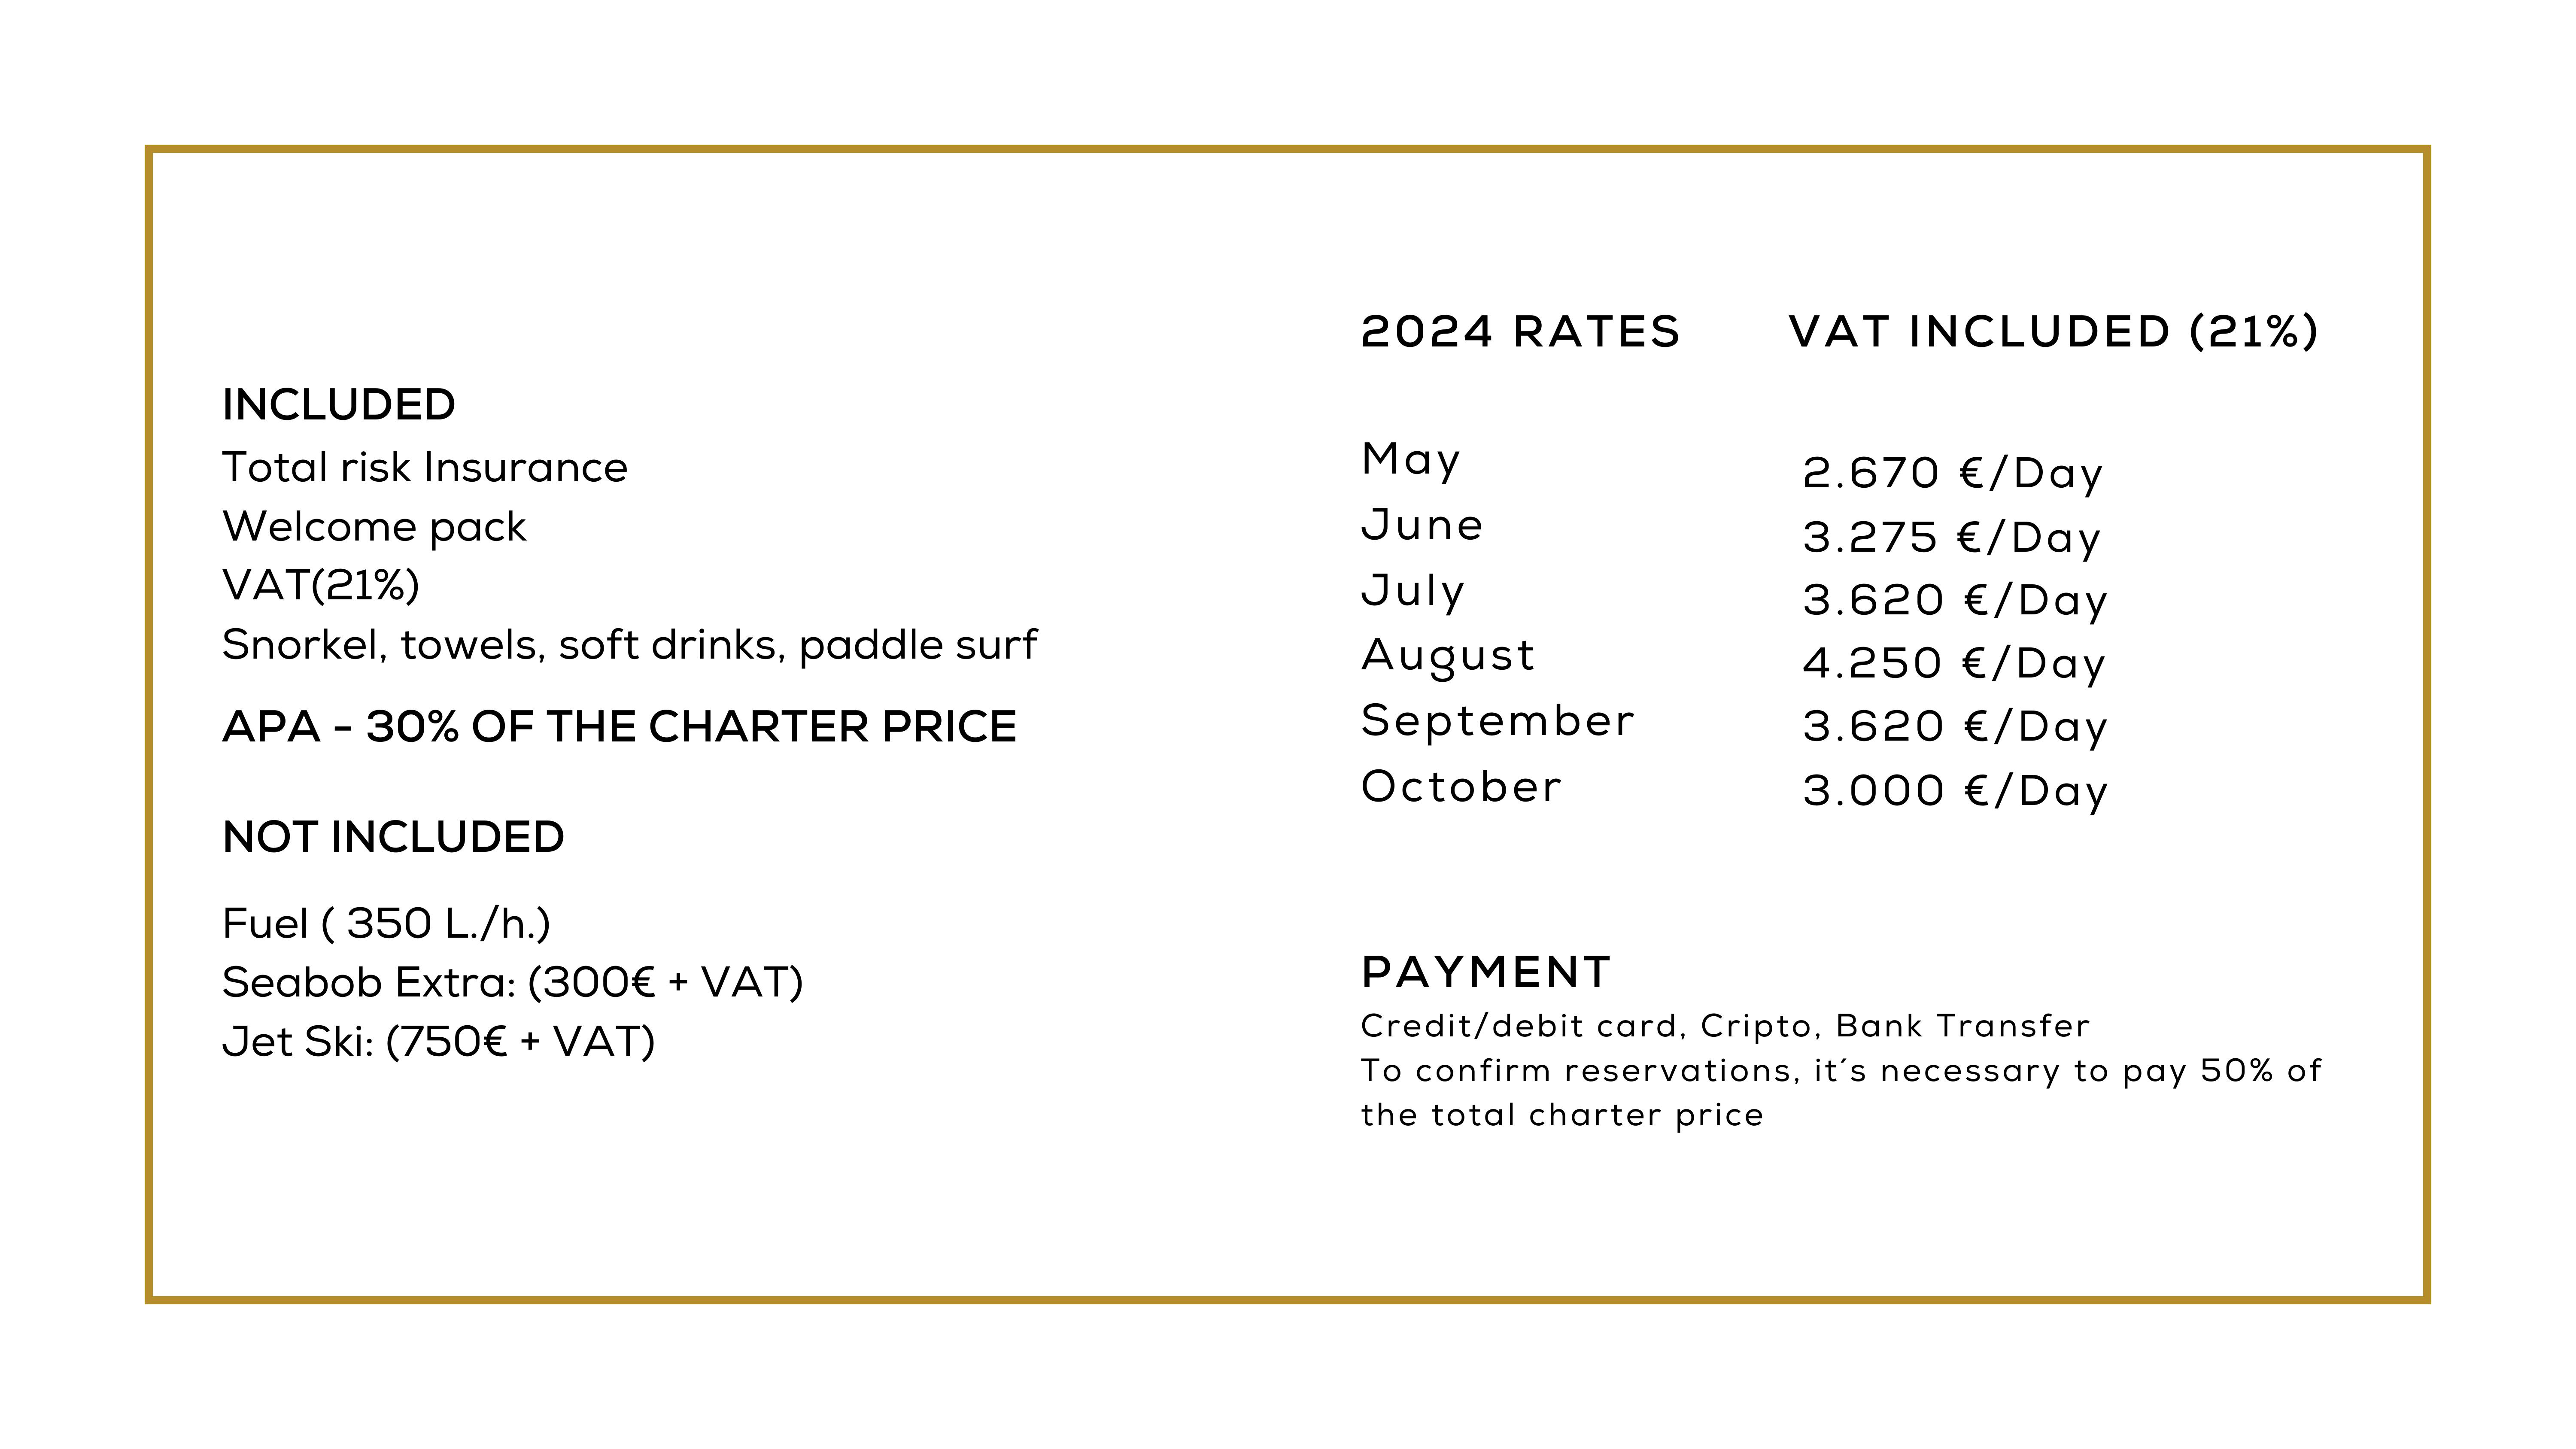 INCLUDED
Total risk Insurance
Welcome pack
VAT(21%)
Snorkel, towels, soft drinks, paddle surf
APA - 30% OF THE CHARTER PRICE
NOT INCLUDED
Fuel ( 350 L./h.)
Seabob Extra: (300€ + VAT)
Jet Ski: (750€ + VAT)
2024 RATES VAT INCLUDED (21%)
May 2.670 €/Day
June 3.275 €/Day
July 3.620 €/Day
August 4.250 €/Day
September 3.620 €/Day
October 3.000 €/Day
PAYMENT
Credit/debit card, Cripto, Bank Transfer
To confirm reservations, it´s necessary to pay 50% of
the total charter price